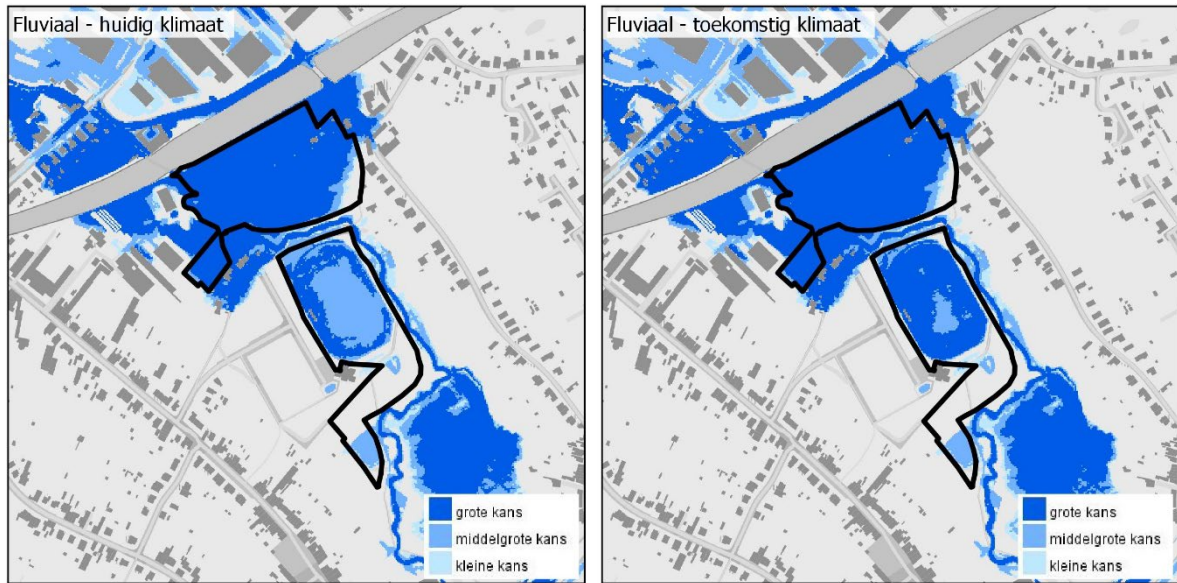 Fluviaal - huidig klimaat
grote kans
middelgrote kans
kleine kans
Fluviaal - toekomstig klimaat
grote kans
middelgrote kans
kleine kans